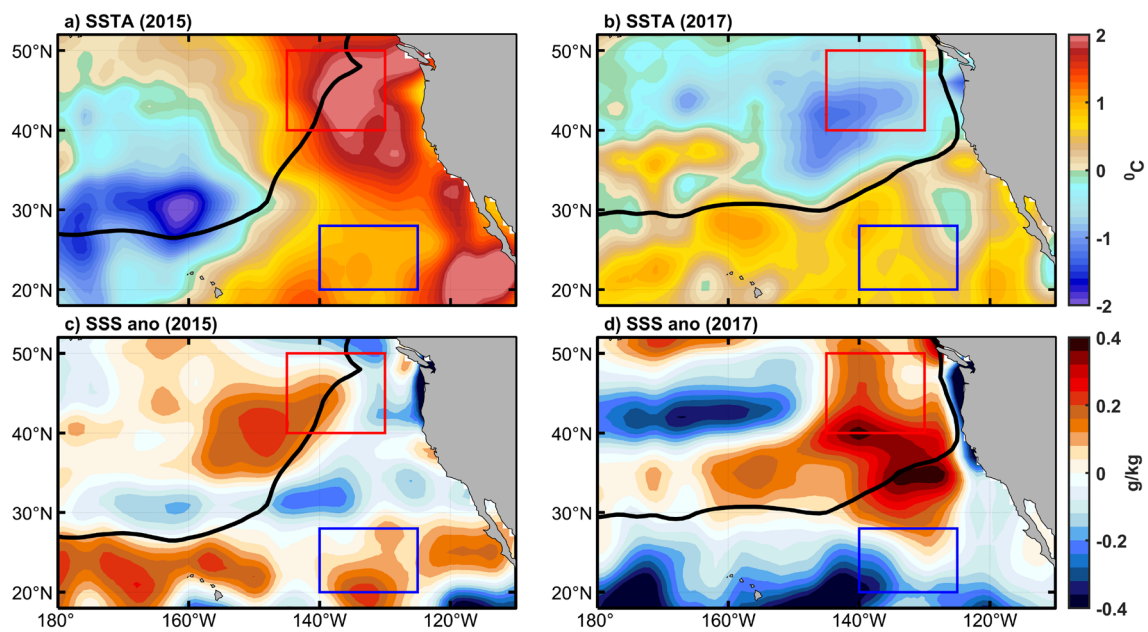 a) SSTA (2015)
b) SSTA (2017)
50°N
40°N
30°N
20°N
50°N
40°N
30°N
20°N
2
1
0
-1
-2
⁰C
c) SSS ano (2015)
d) SSS ano (2017)
50°N
40°N
30°N
20°N
50°N
40°N
30°N
20°N
0.4
0.2
0
-0.2
-0.4
g/kg
180°
160°W
140°W
120°W
180°
160°W
140°W
120°W